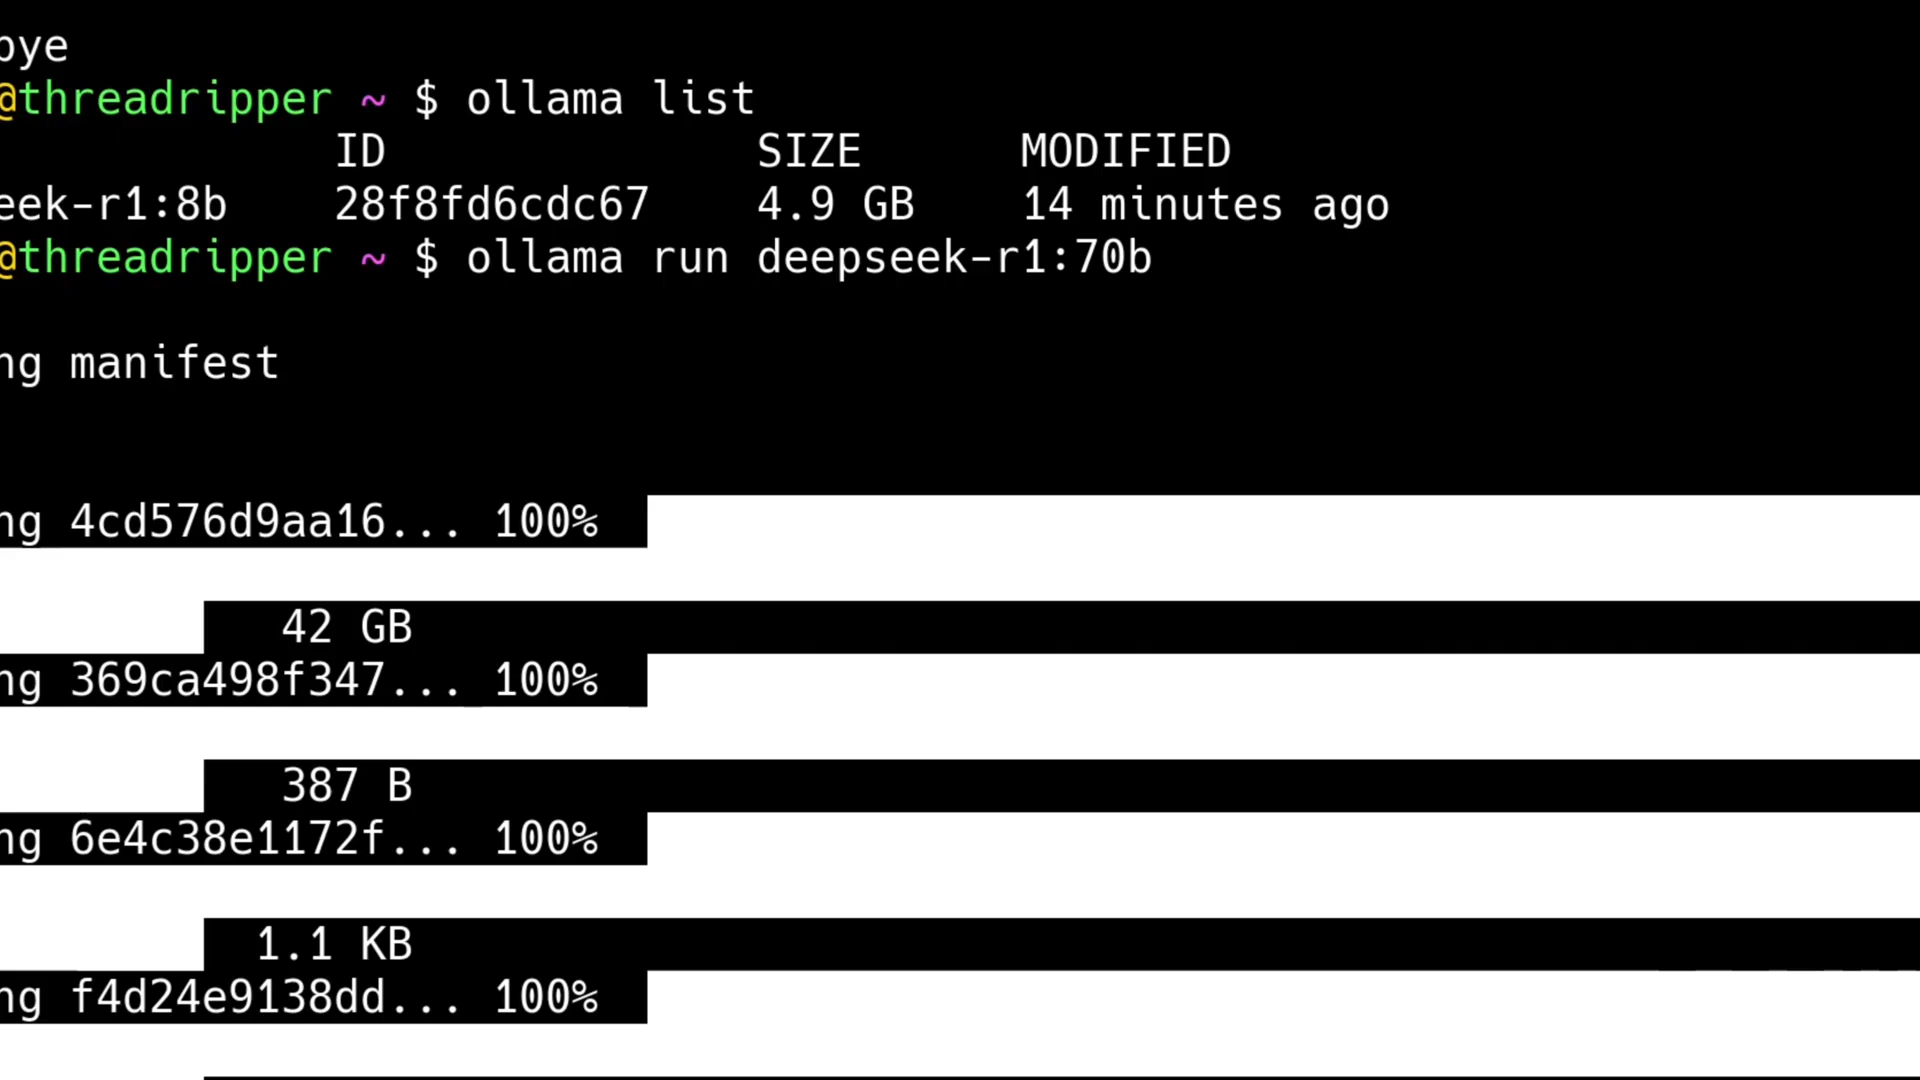 bye
@threadripper ~ $ ollama list
ID SIZE MODIFIED
eek-r1:8b 28f8fd6cdc67 4.9 GB 14 minutes ago
@threadripper ~ $ ollama run deepseek-r1:70b
ng manifest
ng 4cd576d9aa16... 100%
42 GB
ng 369ca498f347... 100%
387 B
ng 6e4c38e1172f... 100%
1.1 KB
ng f4d24e9138dd... 100%